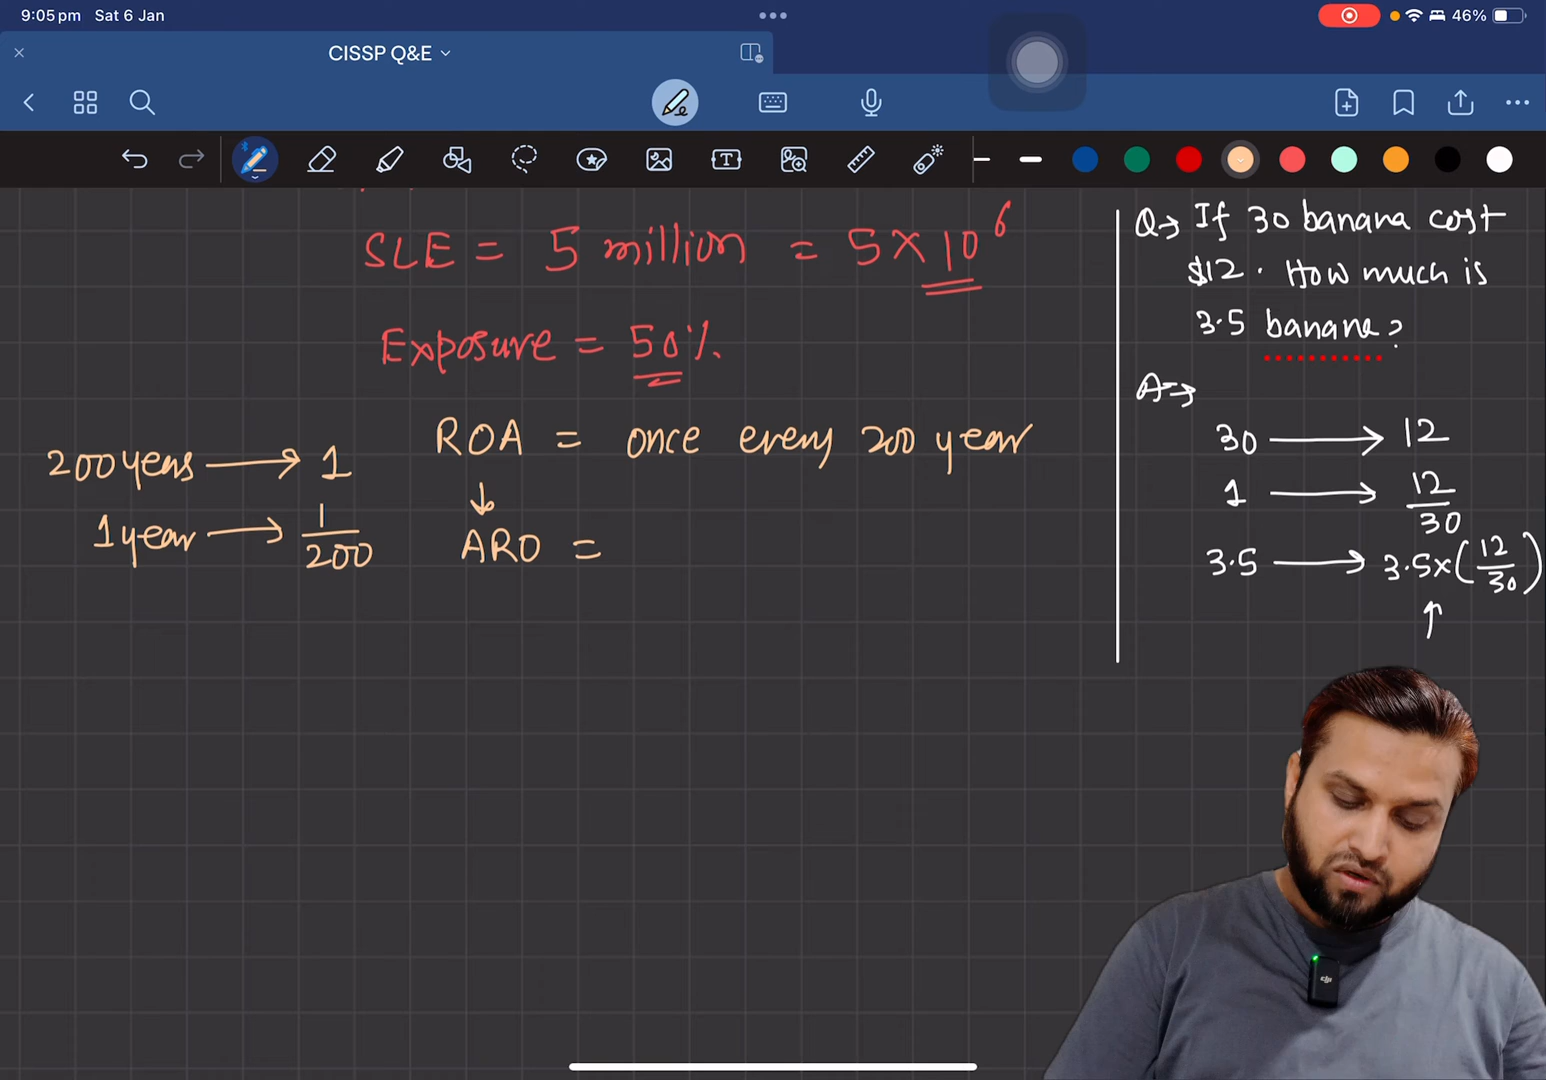 9:05 pm Sat 6 Jan
46%
CISSP Q&E
T
SLE = 5 million = 5×10⁶
Exposure = 50%
ROA = once every 200 year
200 years → 1
↓
1 year → 1/200
ARO =
Q→ If 30 banana cost
$12. How much is
3.5 banana?
A→
30 → 12
1 → 12/30
3.5 → 3.5×(12/30)
↑
dji